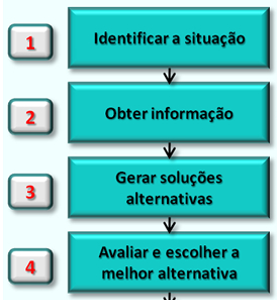 1
Identificar a situação
2
Obter informação
3
Gerar soluções
alternativas
4
Avaliar e escolher a
melhor alternativa